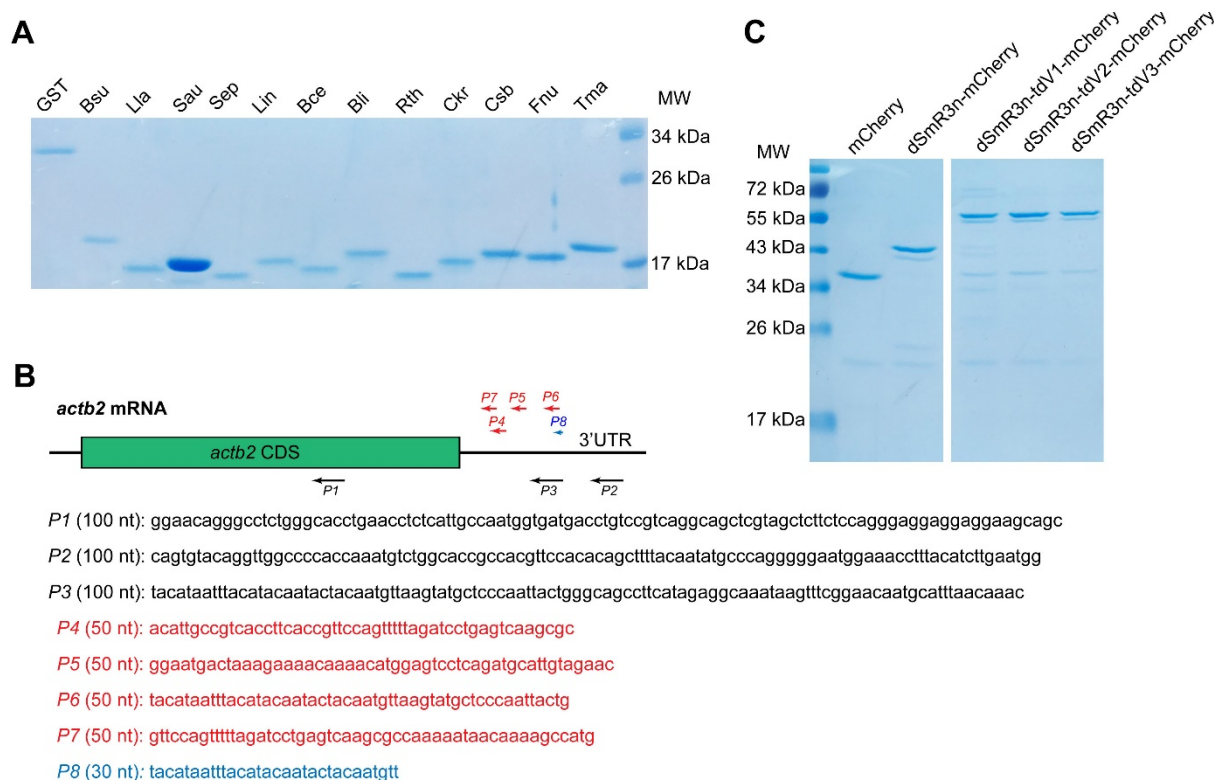 A
GST Bsu Lla Sau Sep Lin Bce Bli Rth Ckr Csb Fnu Tma
MW
34 kDa
26 kDa
17 kDa
C
MW mCherry dSmR3n-mCherry dSmR3n-tdV1-mCherry dSmR3n-tdV2-mCherry dSmR3n-tdV3-mCherry
72 kDa
55 kDa
43 kDa
34 kDa
26 kDa
17 kDa
B
actb2 mRNA
P7 P5 P6
P4 P8
actb2 CDS
3'UTR
P1 P3 P2
P1 (100 nt): ggaacagggcctctgggcacctgaacctctcattgccaatggtgatgacctgtccgtcaggcagctcgtagctcttctccagggaggaggaggaagcagc
P2 (100 nt): cagtgtacaggttggccccaccaaatgtctggcaccgccacgttccacacagcttttacaatatgcccagggggaatggaaacctttacatcttgaatgg
P3 (100 nt): tacataatttacatacaatactacaatgttaagtatgctcccaattactgggcagccttcatagaggcaaataagtttcggaacaatgcatttaacaaac
P4 (50 nt): acattgccgtcaccttcaccgttccagtttttagatcctgagtcaagcgc
P5 (50 nt): ggaatgactaaagaaaacaaaacatggagtcctcagatgcattgtagaac
P6 (50 nt): tacataatttacatacaatactacaatgttaagtatgctcccaattactg
P7 (50 nt): gttccagtttttagatcctgagtcaagcgccaaaaataacaaaagccatg
P8 (30 nt): tacataatttacatacaatactacaatgtt